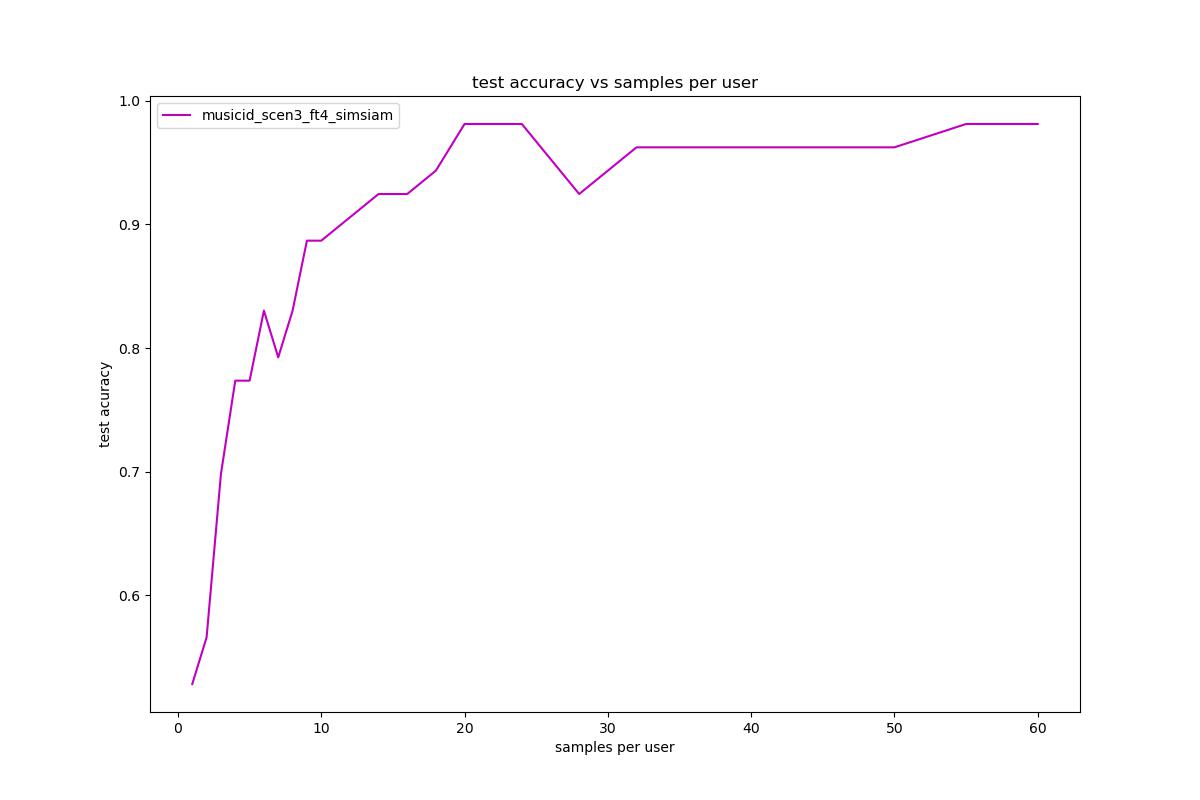 test accuracy vs samples per user
musicid_scen3_ft4_simsiam
1.0
0.9
0.8
0.7
0.6
test acuracy
0 10 20 30 40 50 60
samples per user